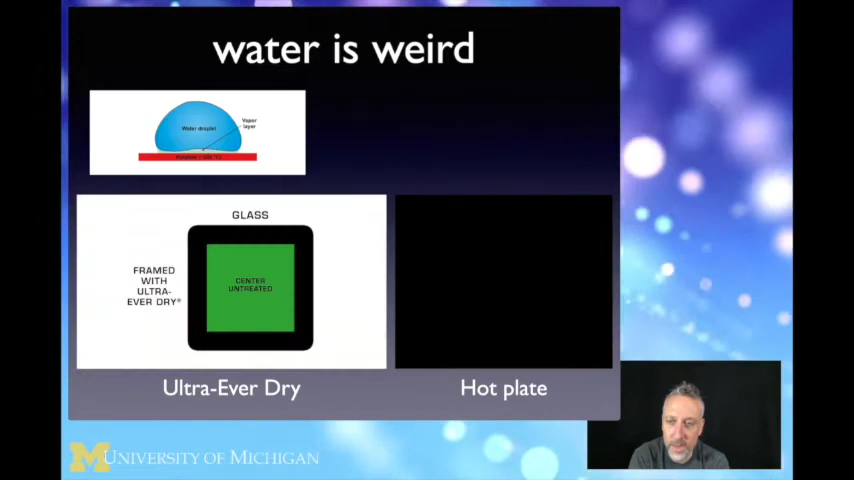 water is weird
Water droplet
Vapor
layer
GLASS
FRAMED
WITH
ULTRA-
EVER DRY®
CENTER
UNTREATED
Ultra-Ever Dry
Hot plate
M UNIVERSITY OF MICHIGAN